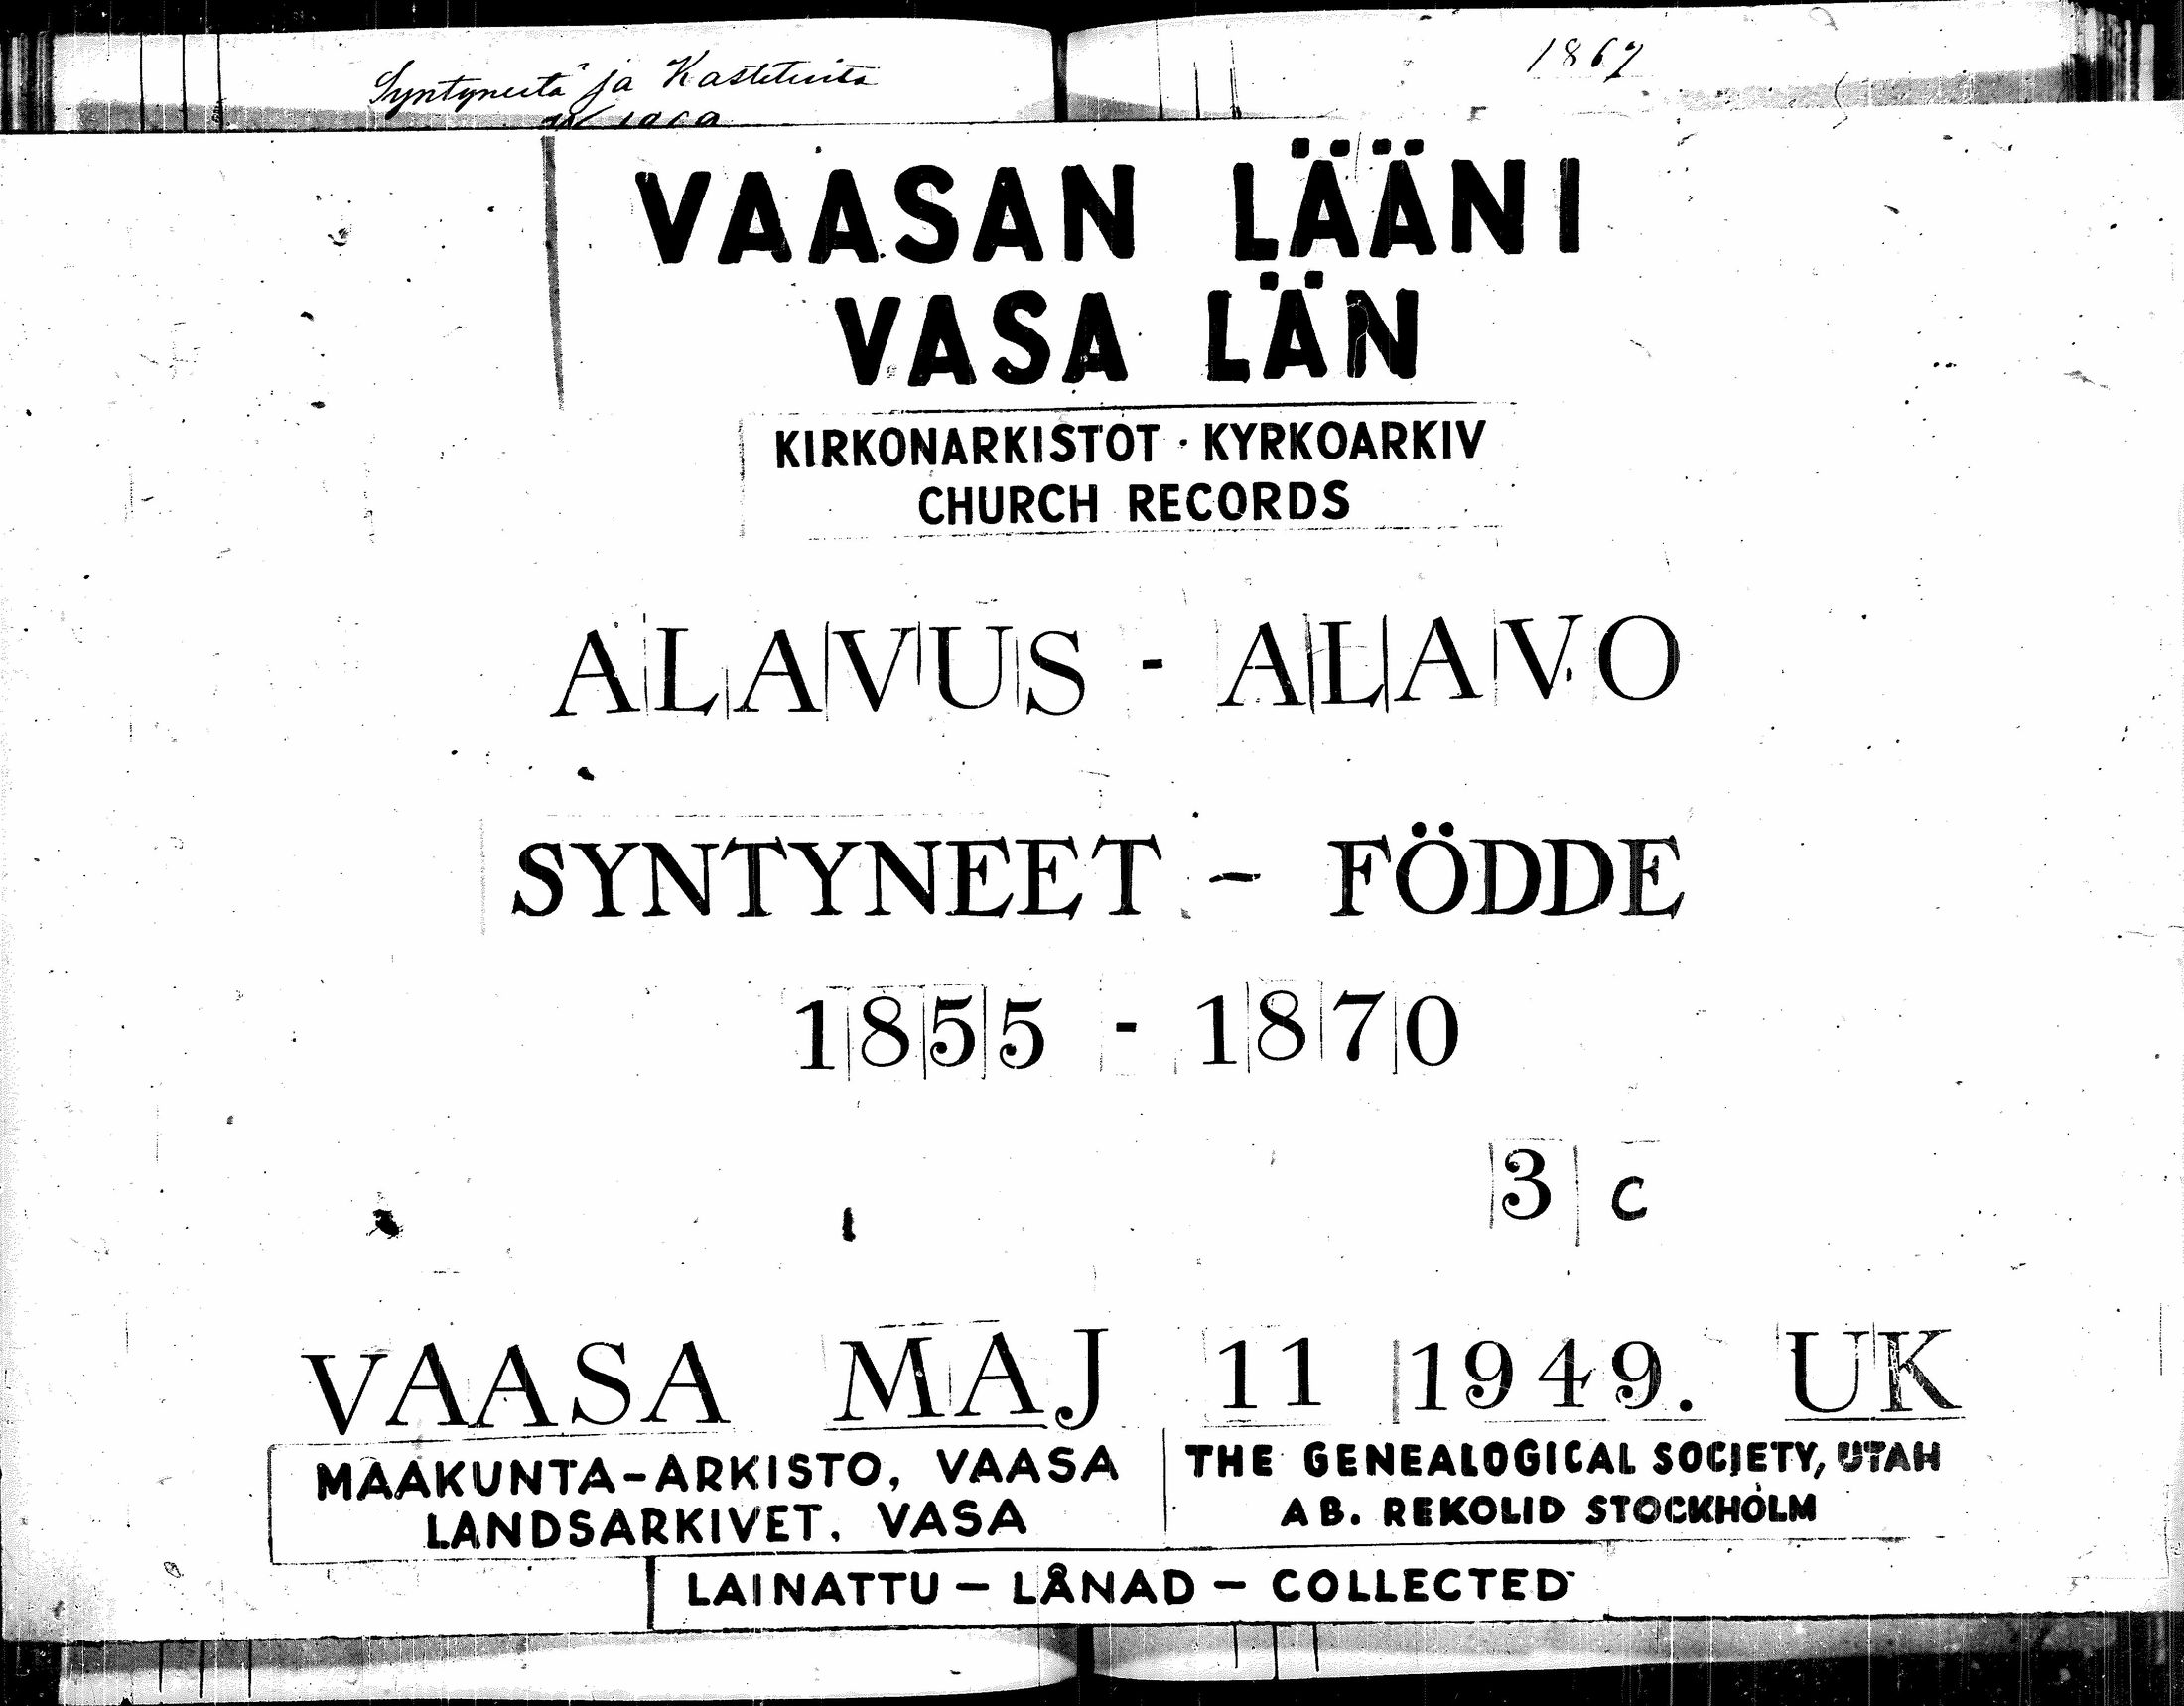 Syntyneitä ja Kastetuita
1867
VAASAN LÄÄNI
VASA LÄN
KIRKONARKISTOT · KYRKOARKIV
CHURCH RECORDS
ALAVUS - ALAVO
SYNTYNEET - FÖDDE
1855 - 1870
3 c
VAASA MAJ 11 1949. UK
MAAKUNTA-ARKISTO, VAASA
LANDSARKIVET, VASA
THE GENEALOGICAL SOCIETY, UTAH
AB. REKOLID STOCKHOLM
LAINATTU - LÅNAD - COLLECTED